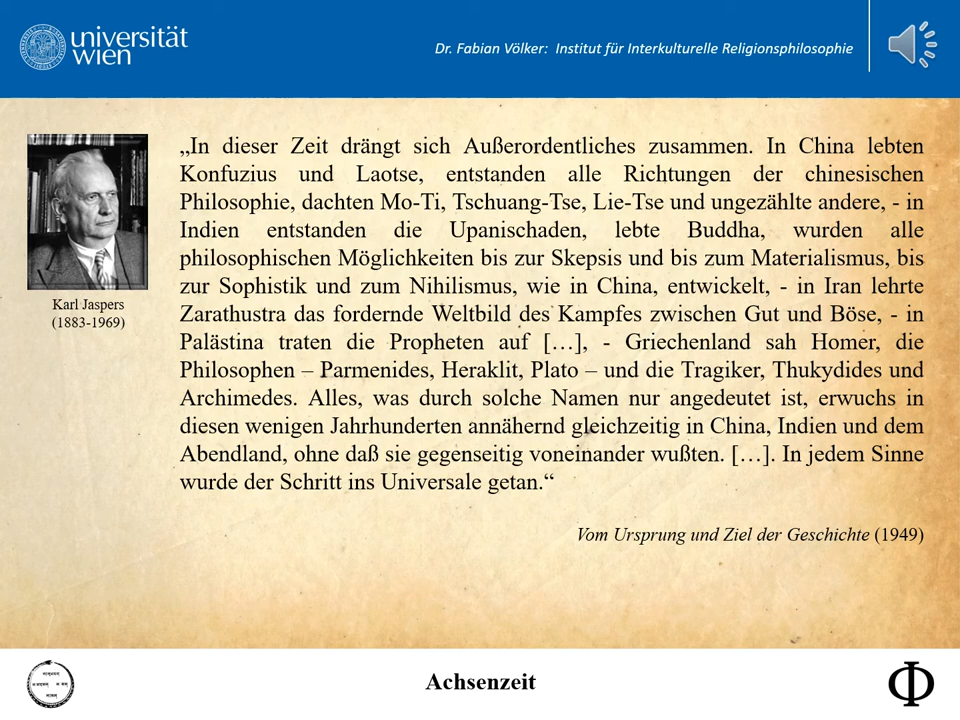 universität
wien
Dr. Fabian Völker: Institut für Interkulturelle Religionsphilosophie
Karl Jaspers
(1883-1969)
„In dieser Zeit drängt sich Außerordentliches zusammen. In China lebten
Konfuzius und Laotse, entstanden alle Richtungen der chinesischen
Philosophie, dachten Mo-Ti, Tschuang-Tse, Lie-Tse und ungezählte andere, - in
Indien entstanden die Upanischaden, lebte Buddha, wurden alle
philosophischen Möglichkeiten bis zur Skepsis und bis zum Materialismus, bis
zur Sophistik und zum Nihilismus, wie in China, entwickelt, - in Iran lehrte
Zarathustra das fordernde Weltbild des Kampfes zwischen Gut und Böse, - in
Palästina traten die Propheten auf […], - Griechenland sah Homer, die
Philosophen – Parmenides, Heraklit, Plato – und die Tragiker, Thukydides und
Archimedes. Alles, was durch solche Namen nur angedeutet ist, erwuchs in
diesen wenigen Jahrhunderten annähernd gleichzeitig in China, Indien und dem
Abendland, ohne daß sie gegenseitig voneinander wußten. […]. In jedem Sinne
wurde der Schritt ins Universale getan.“
Vom Ursprung und Ziel der Geschichte (1949)
Achsenzeit
Φ